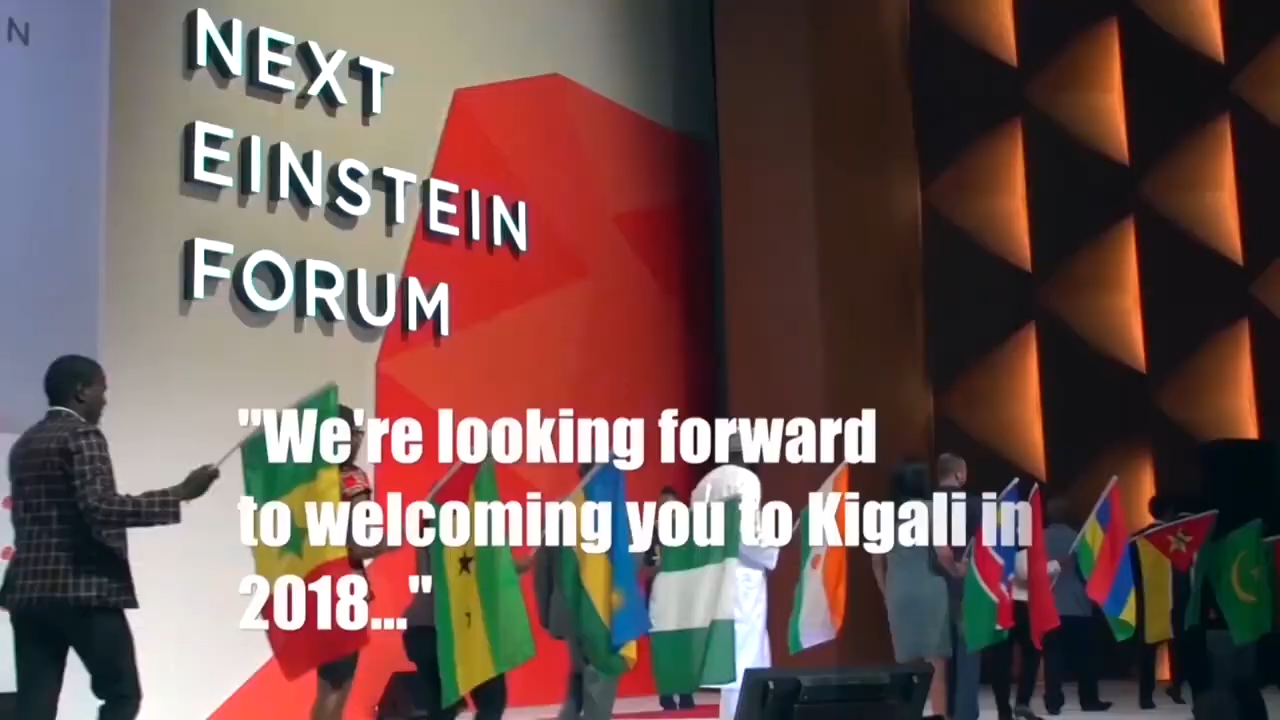 N
NEXT
EINSTEIN
FORUM
"We're looking forward
to welcoming you to Kigali in
2018..."